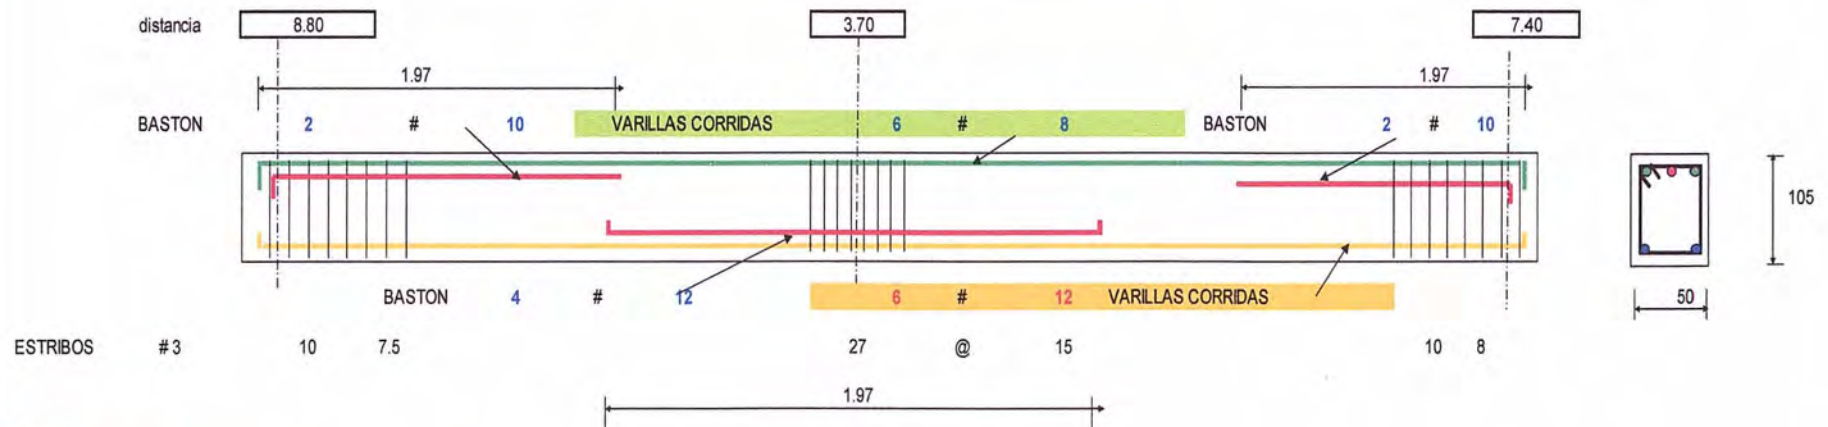 distancia 8.80 3.70 7.40
1.97 1.97
BASTON 2 # 10 VARILLAS CORRIDAS 6 # 8 BASTON 2 # 10
105
BASTON 4 # 12 6 # 12 VARILLAS CORRIDAS 50
ESTRIBOS #3 10 7.5 27 @ 15 10 8
1.97